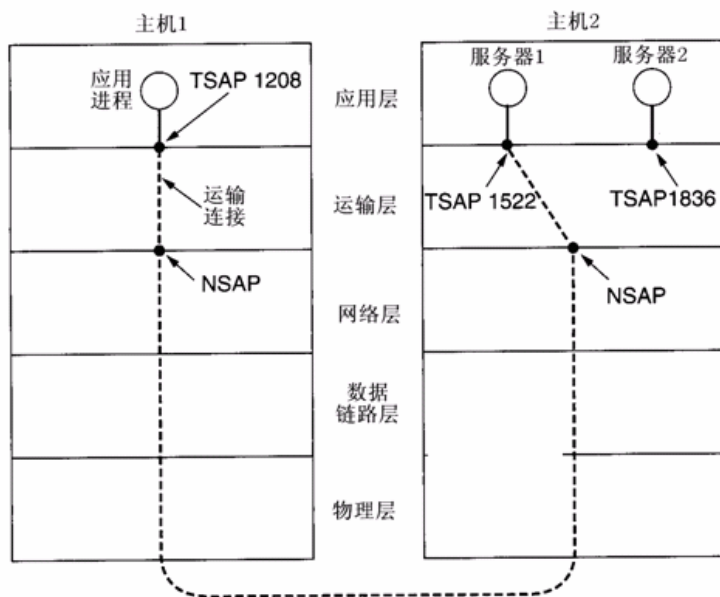 主机1
主机2
应用
进程
TSAP 1208
应用层
服务器1
服务器2
运输
连接
运输层
TSAP 1522
TSAP1836
NSAP
NSAP
网络层
数据
链路层
物理层